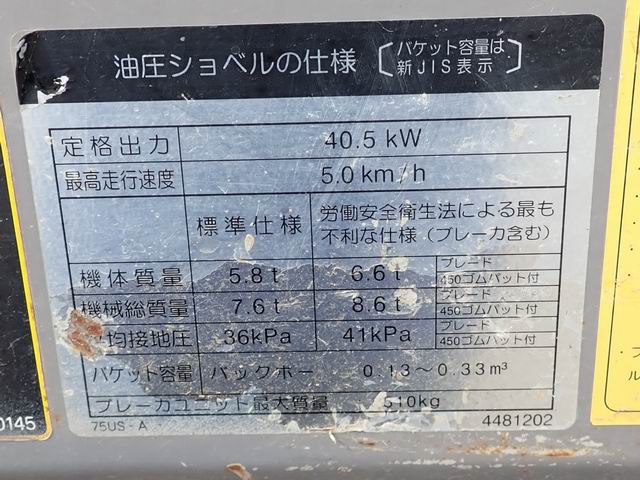 油圧ショベルの仕様〔バケット容量は
新JIS表示〕
定格出力 40.5 kW
最高走行速度 5.0 km/h
標準仕様 労働安全衛生法による最も
不利な仕様（ブレーカ含む）
機体質量 5.8 t 6.6 t ブレード
450ゴムパット付
機械総質量 7.6 t 8.6 t ブレード
450ゴムパット付
均接地圧 36kPa 41kPa ブレード
450ゴムパット付
バケット容量 バックホー 0.13～0.33m³
ブレーカユニット最大質量 510kg
75US-A 4481202
0145